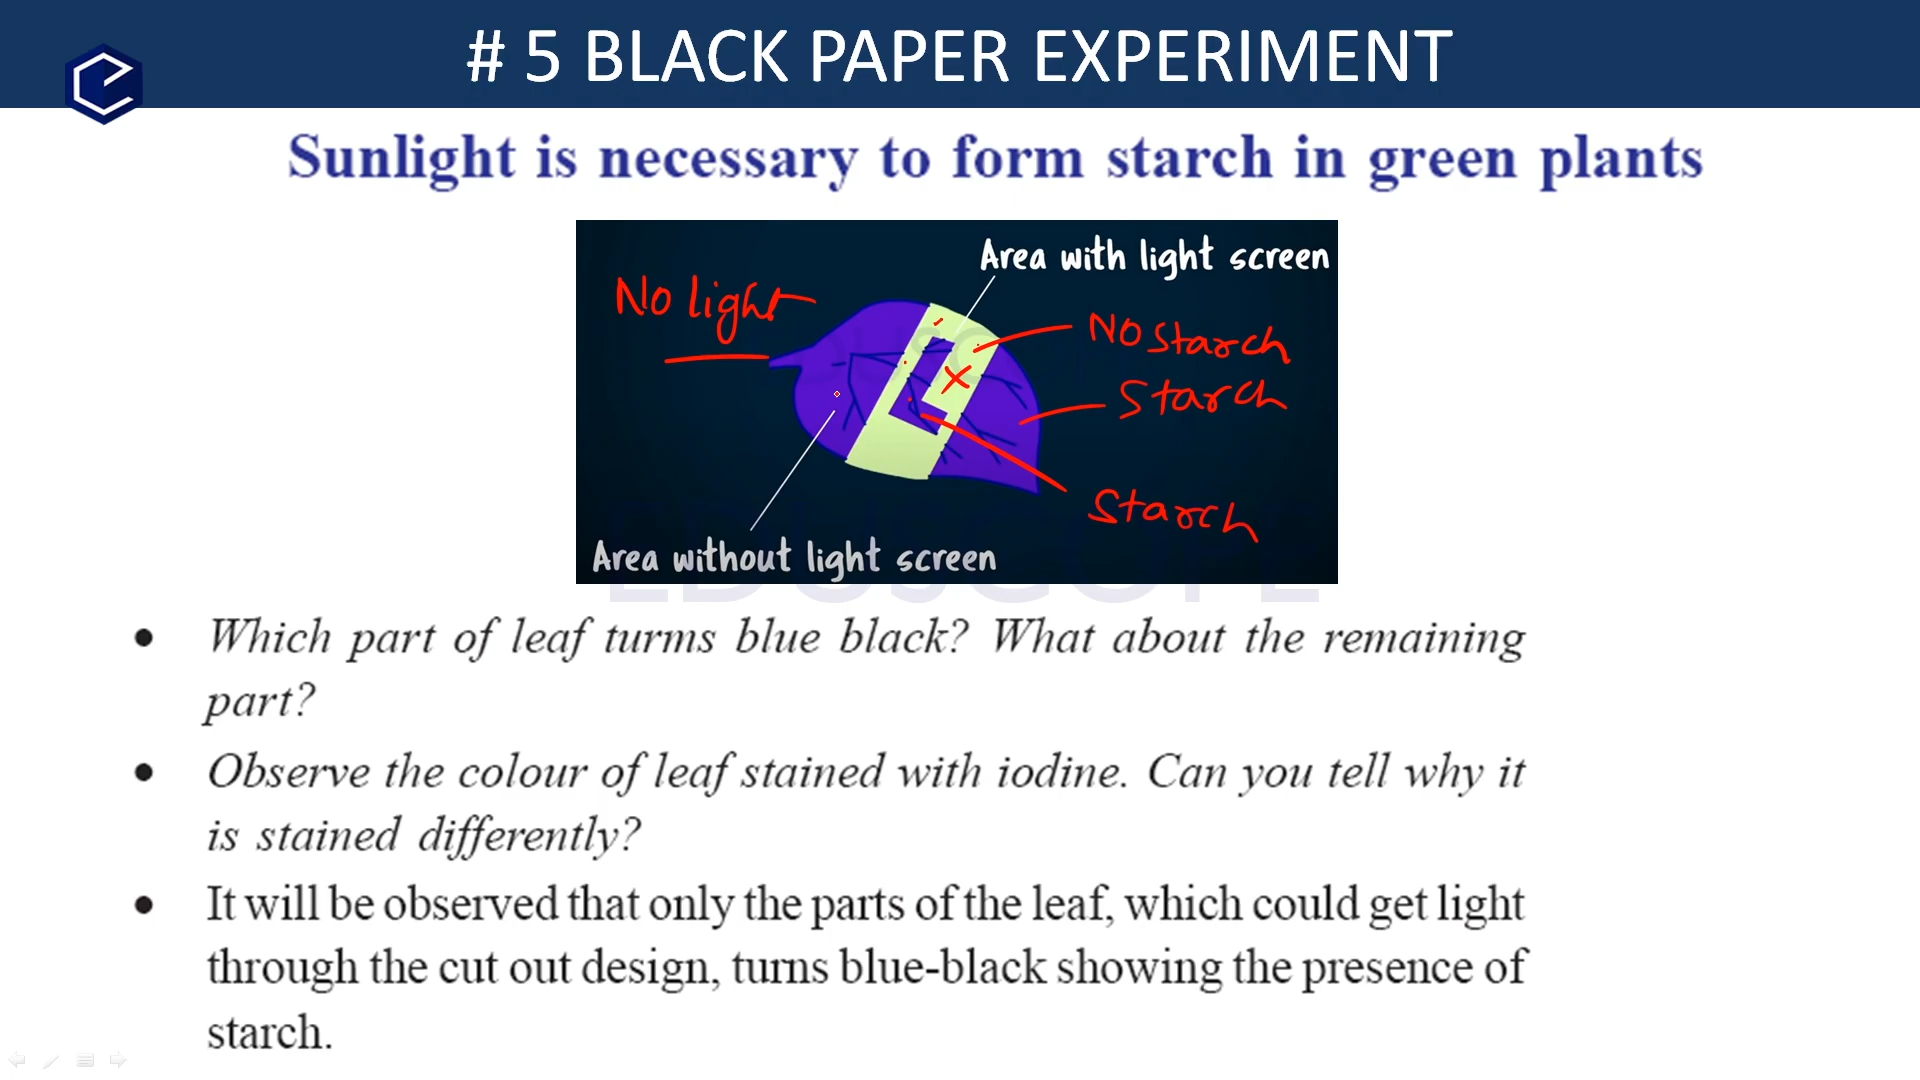 # 5 BLACK PAPER EXPERIMENT
Sunlight is necessary to form starch in green plants
Area with light screen
No light
No starch
Starch
Starch
Area without light screen
EDUSCOPE
• Which part of leaf turms blue black? What about the remaining
part?
• Observe the colour of leaf stained with iodine. Can you tell why it
is stained differently?
• It will be observed that only the parts of the leaf, which could get light
through the cut out design, turns blue-black showing the presence of
starch.